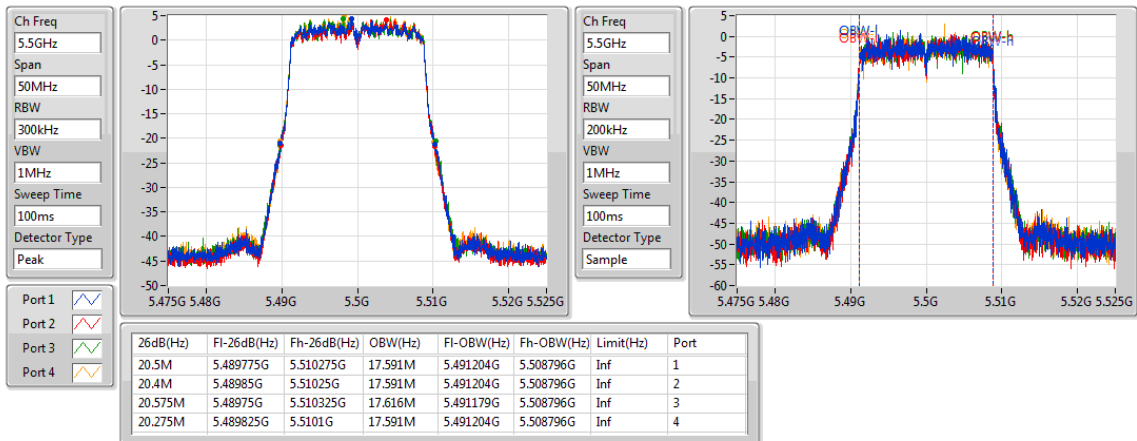 Ch Freq
5.5GHz
Span
50MHz
RBW
300kHz
VBW
1MHz
Sweep Time
100ms
Detector Type
Peak
5
0
-5
-10
-15
-20
-25
-30
-35
-40
-45
-50
5.475G 5.48G 5.49G 5.5G 5.51G 5.52G 5.525G
Ch Freq
5.5GHz
Span
50MHz
RBW
200kHz
VBW
1MHz
Sweep Time
100ms
Detector Type
Sample
5
0
-5
-10
-15
-20
-25
-30
-35
-40
-45
-50
-55
-60
OBW-l OBW-h
5.475G 5.48G 5.49G 5.5G 5.51G 5.52G 5.525G
Port 1
Port 2
Port 3
Port 4
26dB(Hz) Fl-26dB(Hz) Fh-26dB(Hz) OBW(Hz) Fl-OBW(Hz) Fh-OBW(Hz) Limit(Hz) Port
20.5M 5.489775G 5.510275G 17.591M 5.491204G 5.508796G Inf 1
20.4M 5.48985G 5.51025G 17.591M 5.491204G 5.508796G Inf 2
20.575M 5.48975G 5.510325G 17.616M 5.491179G 5.508796G Inf 3
20.275M 5.489825G 5.5101G 17.591M 5.491204G 5.508796G Inf 4